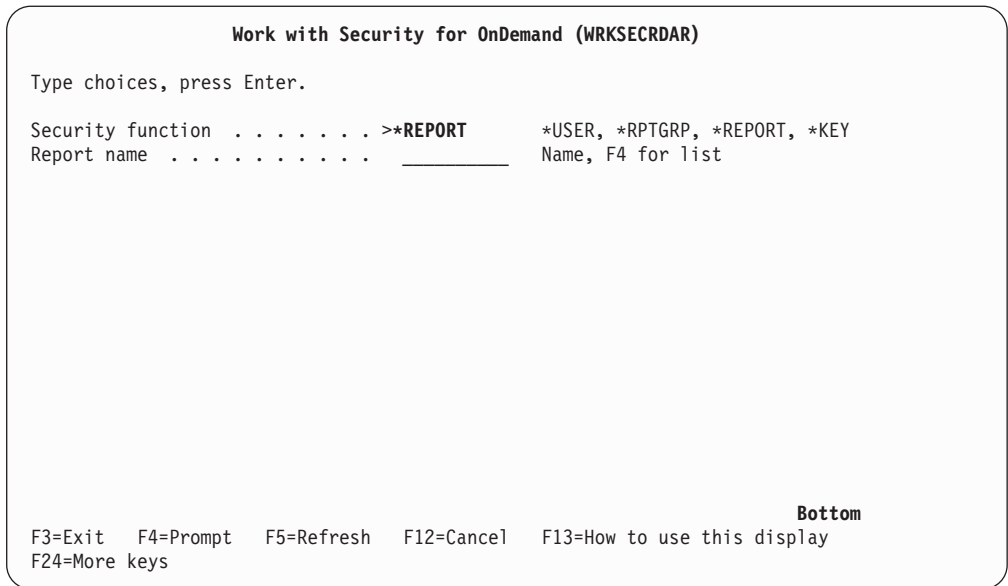 Work with Security for OnDemand (WRKSECRDAR)
Type choices, press Enter.
Security function . . . . . . . >*REPORT *USER, *RPTGRP, *REPORT, *KEY
Report name . . . . . . . . . . __________ Name, F4 for list
Bottom
F3=Exit F4=Prompt F5=Refresh F12=Cancel F13=How to use this display
F24=More keys